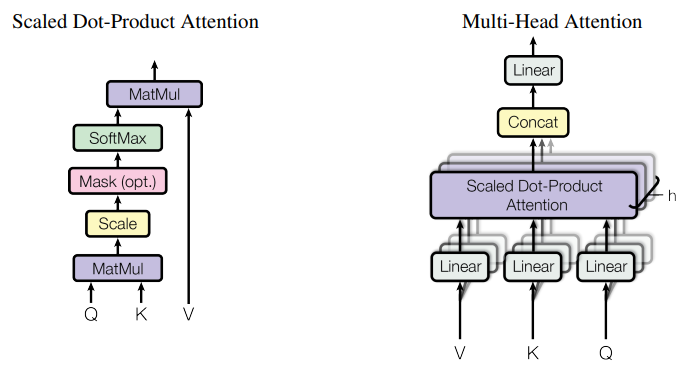 Scaled Dot-Product Attention
MatMul
SoftMax
Mask (opt.)
Scale
MatMul
Q K V
Multi-Head Attention
Linear
Concat
Scaled Dot-Product
Attention
h
Linear Linear Linear
V K Q